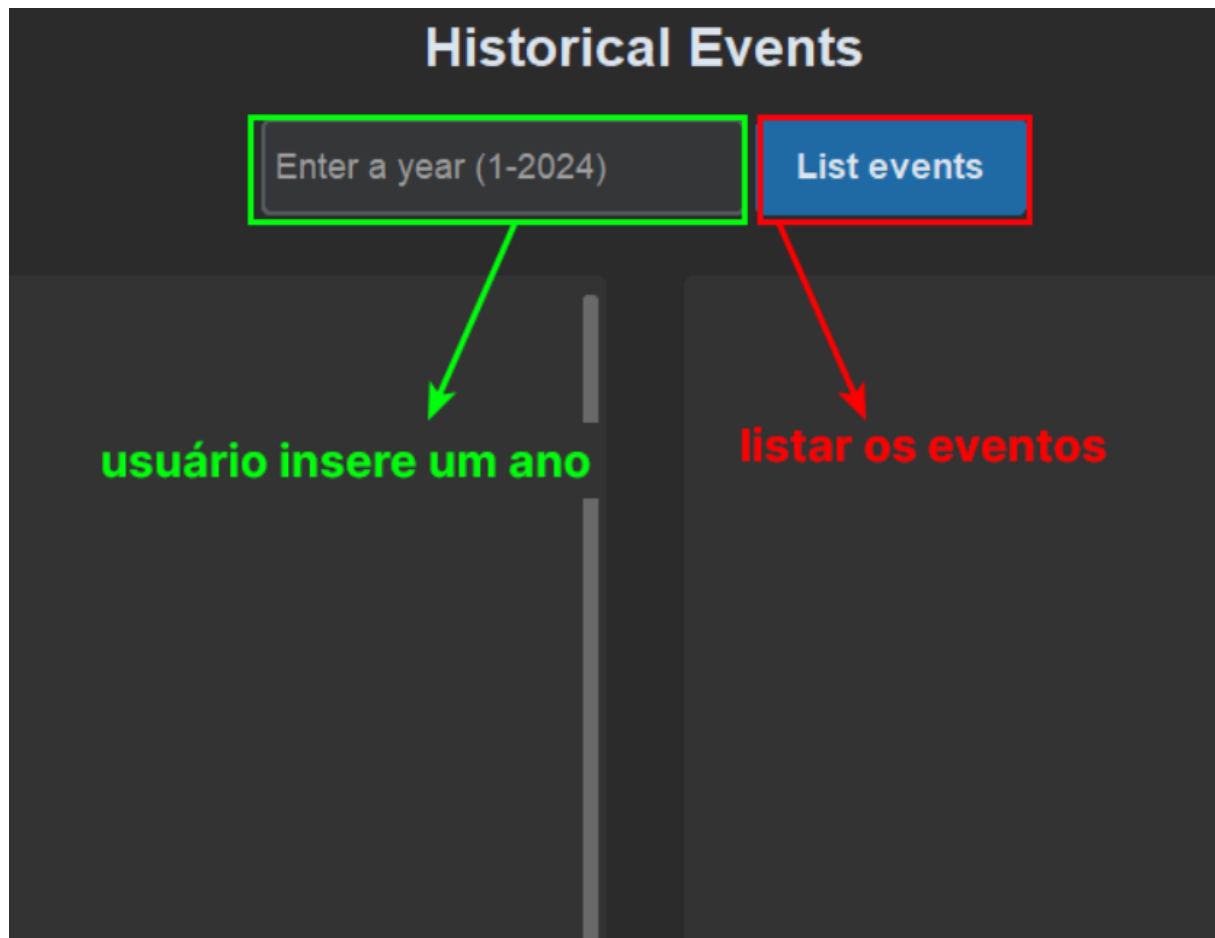 Historical Events
Enter a year (1-2024)
List events
usuário insere um ano
listar os eventos